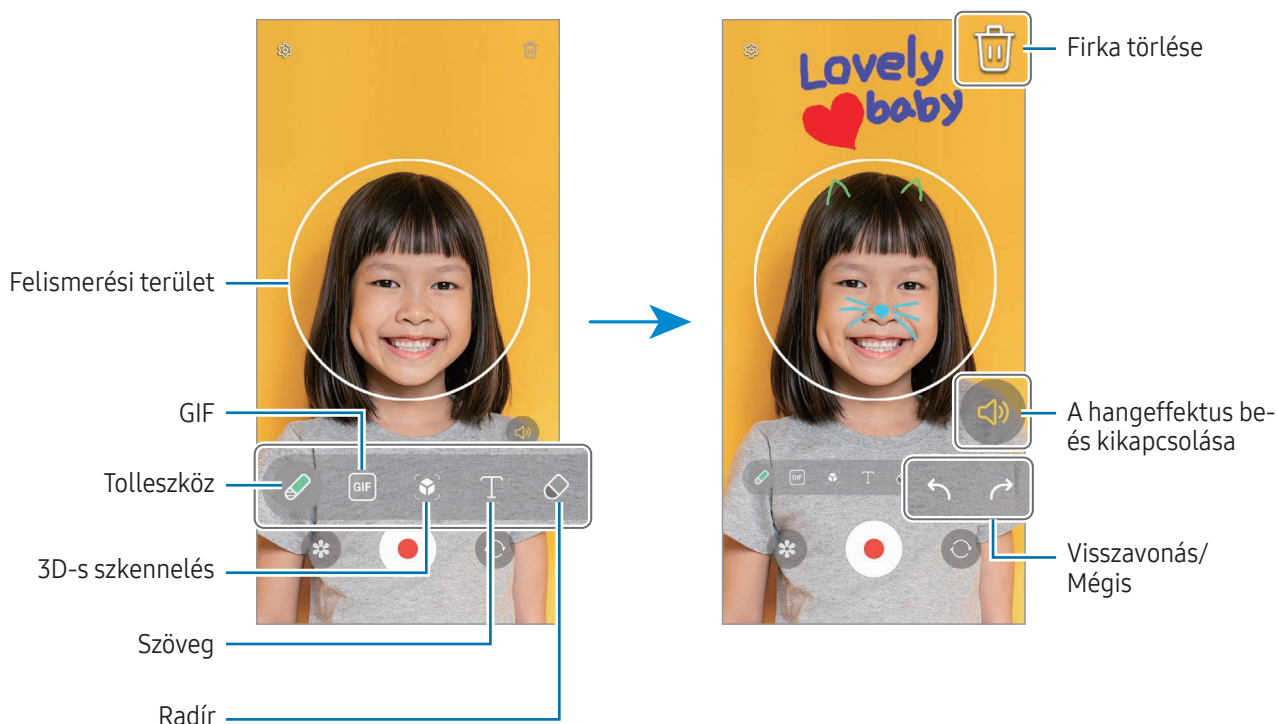 Lovely
baby
Firka törlése
Felismerési terület
GIF
Tolleszköz
3D-s szkennelés
Szöveg
Radír
GIF
T
A hangeffektus be-
és kikapcsolása
GIF
T
Visszavonás/
Mégis